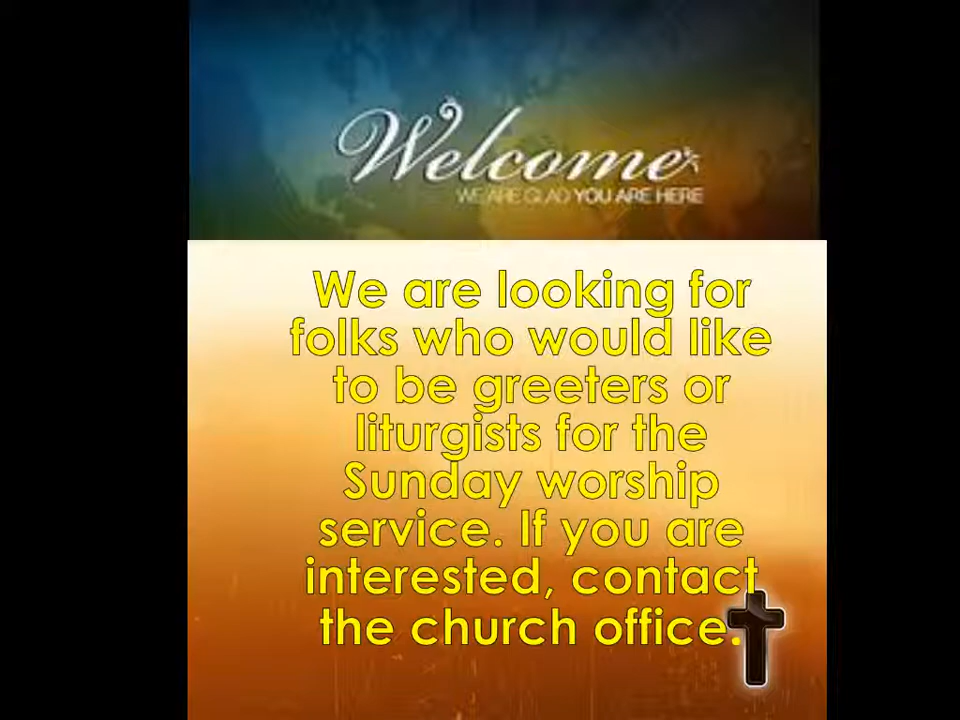 Welcome
WE ARE GLAD YOU ARE HERE
We are looking for
folks who would like
to be greeters or
liturgists for the
Sunday worship
service. If you are
interested, contact
the church office.